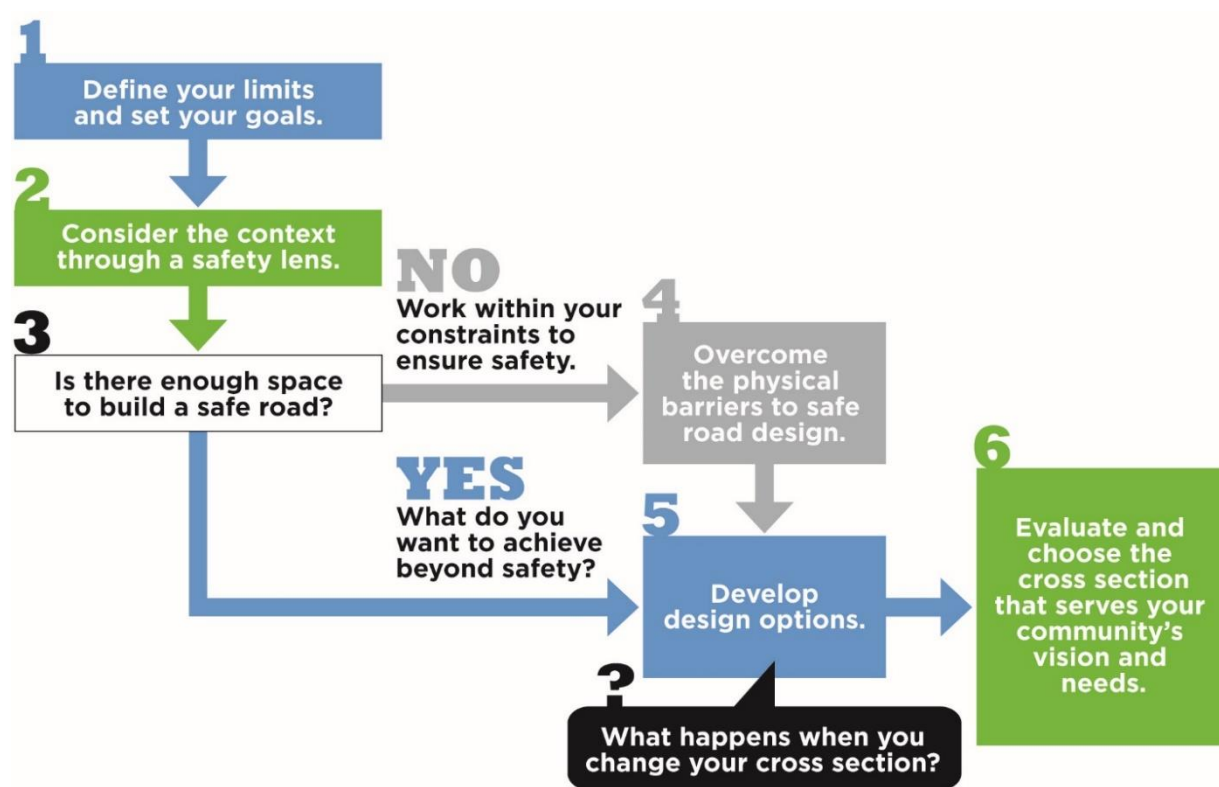 1
Define your limits
and set your goals.
2
Consider the context
through a safety lens.
3
Is there enough space
to build a safe road?
NO
Work within your
constraints to
ensure safety.
4
Overcome
the physical
barriers to safe
road design.
YES
What do you
want to achieve
beyond safety?
5
Develop
design options.
?
What happens when you
change your cross section?
6
Evaluate and
choose the
cross section
that serves your
community's
vision and
needs.